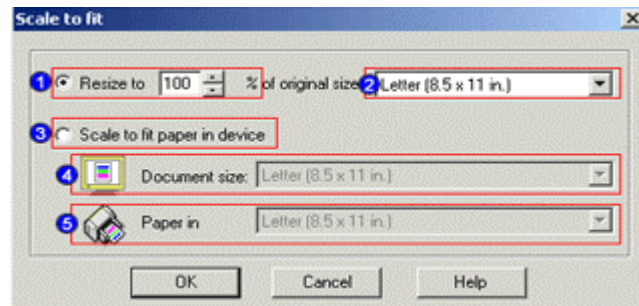 Scale to fit
1 Resize to 100 % of original size 2 Letter (8.5 x 11 in.)
3 Scale to fit paper in device
4 Document size: Letter (8.5 x 11 in.)
5 Paper in Letter (8.5 x 11 in.)
OK Cancel Help